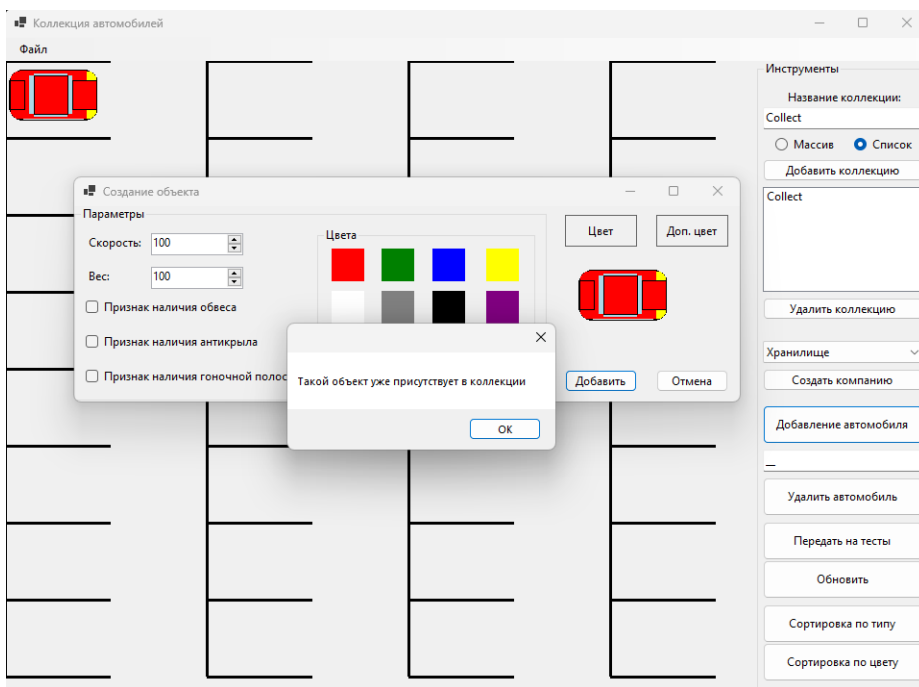 Коллекция автомобилей
Файл
Инструменты
Название коллекции:
Collect
Массив
Список
Добавить коллекцию
Collect
Удалить коллекцию
Хранилище
Создать компанию
Добавление автомобиля
Удалить автомобиль
Передать на тесты
Обновить
Сортировка по типу
Сортировка по цвету
Создание объекта
Параметры
Скорость: 100
Вес: 100
Признак наличия обвеса
Признак наличия антикрыла
Признак наличия гоночной полос
Цвета
Цвет
Доп. цвет
Добавить
Отмена
Такой объект уже присутствует в коллекции
OK